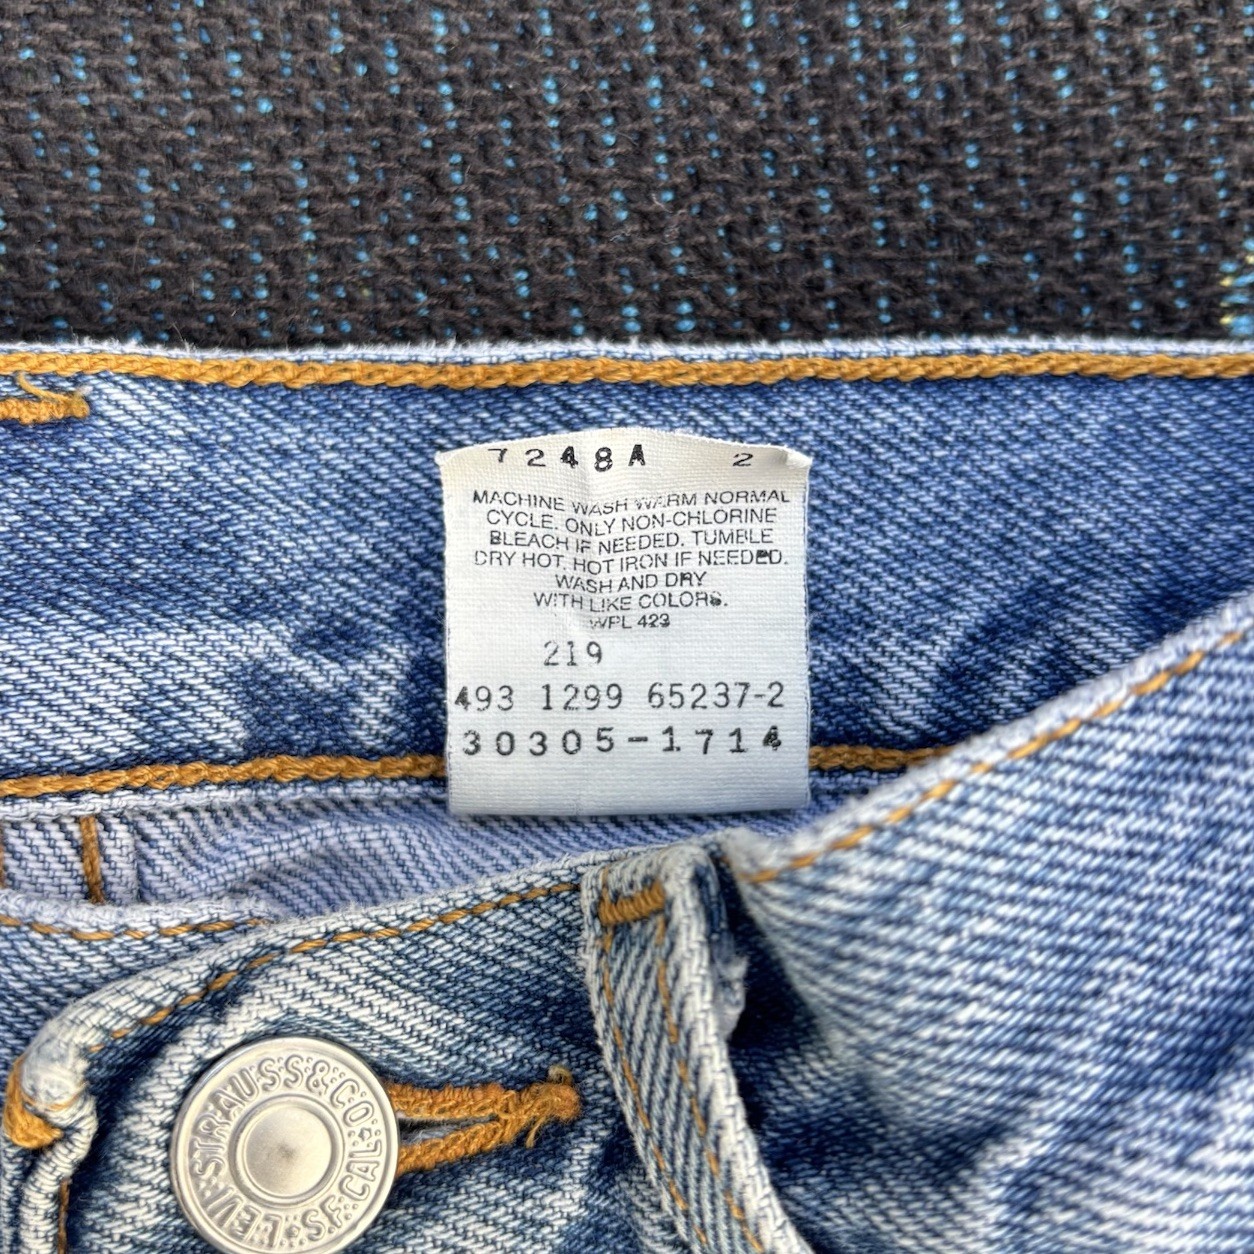 7248A 2
MACHINE WASH WARM NORMAL
CYCLE. ONLY NON-CHLORINE
BLEACH IF NEEDED. TUMBLE
DRY HOT. HOT IRON IF NEEDED.
WASH AND DRY
WITH LIKE COLORS.
WPL 423
219
493 1299 65237-2
30305-1714
LEVI STRAUSS & CO. S.F. CAL.